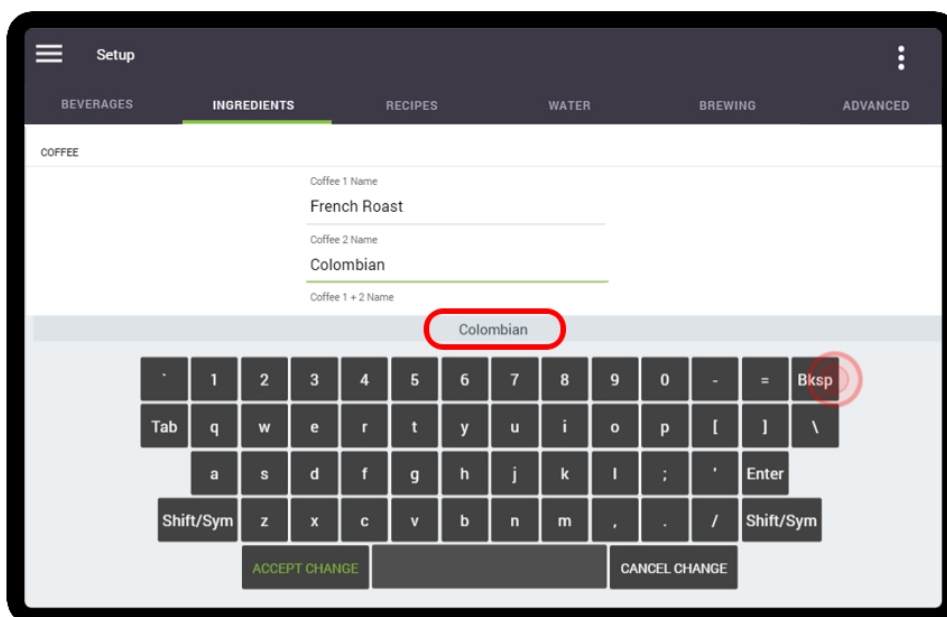 Setup
BEVERAGES INGREDIENTS RECIPES WATER BREWING ADVANCED
COFFEE
Coffee 1 Name
French Roast
Coffee 2 Name
Colombian
Coffee 1 + 2 Name
Colombian
` 1 2 3 4 5 6 7 8 9 0 - = Bksp
Tab q w e r t y u i o p [ ] \
a s d f g h j k l ; ' Enter
Shift/Sym z x c v b n m , . / Shift/Sym
ACCEPT CHANGE CANCEL CHANGE